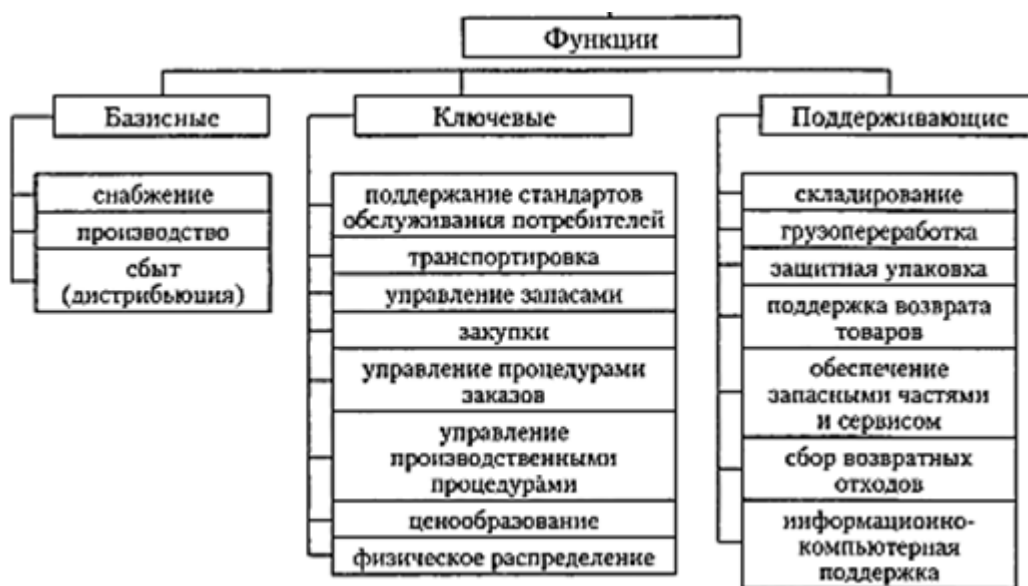 Функции
Базисные
снабжение
производство
сбыт
(дистрибьюция)
Ключевые
поддержание стандартов
обслуживания потребителей
транспортировка
управление запасами
закупки
управление процедурами
заказов
управление
производственными
процедурами
ценообразование
физическое распределение
Поддерживающие
складирование
грузопереработка
защитная упаковка
поддержка возврата
товаров
обеспечение
запасными частями
и сервисом
сбор возвратных
отходов
информационно-
компьютерная
поддержка